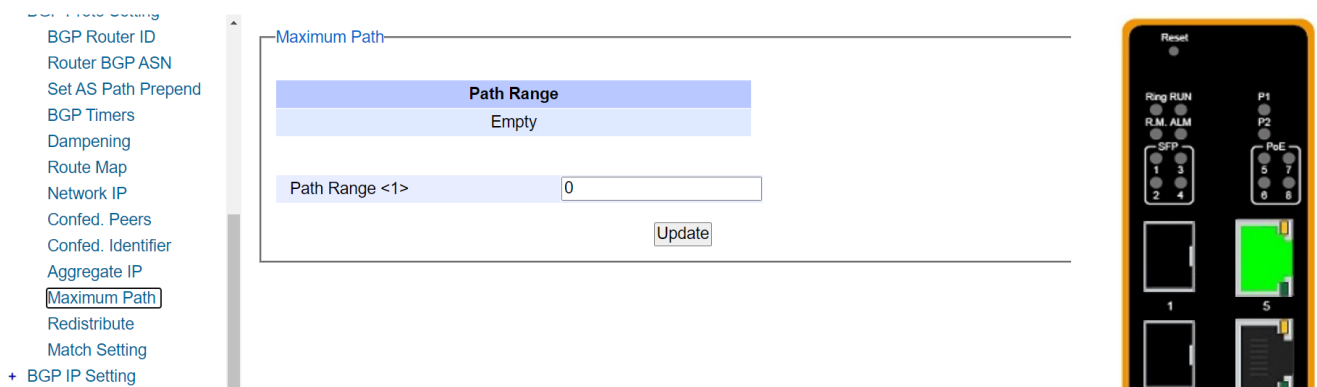 BGP Router ID
Router BGP ASN
Set AS Path Prepend
BGP Timers
Dampening
Route Map
Network IP
Confed. Peers
Confed. Identifier
Aggregate IP
Maximum Path
Redistribute
Match Setting
+ BGP IP Setting
Maximum Path
Path Range
Empty
Path Range <1>
0
Update
Reset
Ring RUN
P1
R.M. ALM
P2
SFP
PoE
1 3
5 7
2 4
6 8
1
5